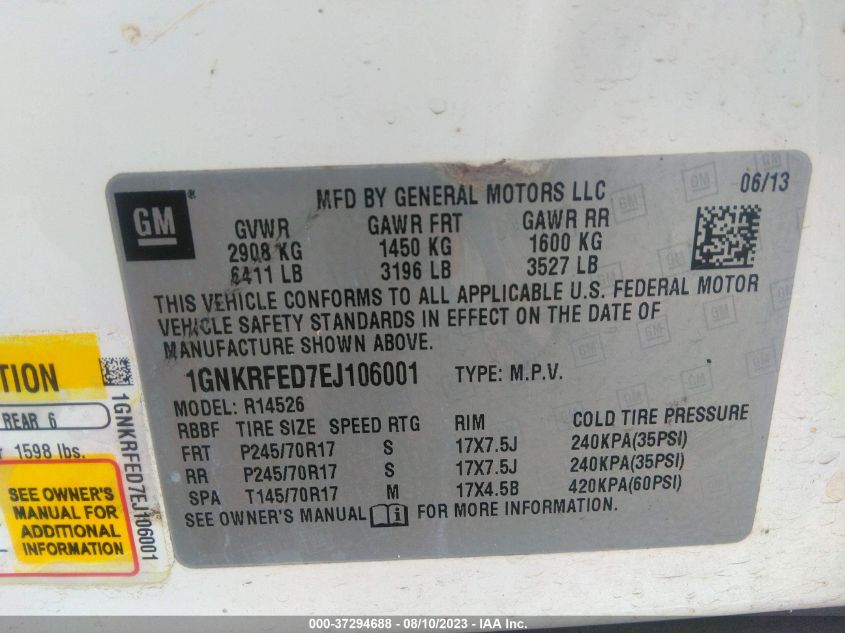 GM
MFD BY GENERAL MOTORS LLC 06/13
GVWR GAWR FRT GAWR RR
2908 KG 1450 KG 1600 KG
6411 LB 3196 LB 3527 LB
THIS VEHICLE CONFORMS TO ALL APPLICABLE U.S. FEDERAL MOTOR
VEHICLE SAFETY STANDARDS IN EFFECT ON THE DATE OF
MANUFACTURE SHOWN ABOVE.
1GNKRFED7EJ106001 TYPE: M.P.V.
MODEL: R14526
RBBF TIRE SIZE SPEED RTG RIM COLD TIRE PRESSURE
FRT P245/70R17 S 17X7.5J 240KPA(35PSI)
RR P245/70R17 S 17X7.5J 240KPA(35PSI)
SPA T145/70R17 M 17X4.5B 420KPA(60PSI)
SEE OWNER'S MANUAL FOR MORE INFORMATION.
TION
REAR 6
1598 lbs.
SEE OWNER'S
MANUAL FOR
ADDITIONAL
INFORMATION
1GNKRFED7EJ106001
000-37294688 - 08/10/2023 - IAA Inc.